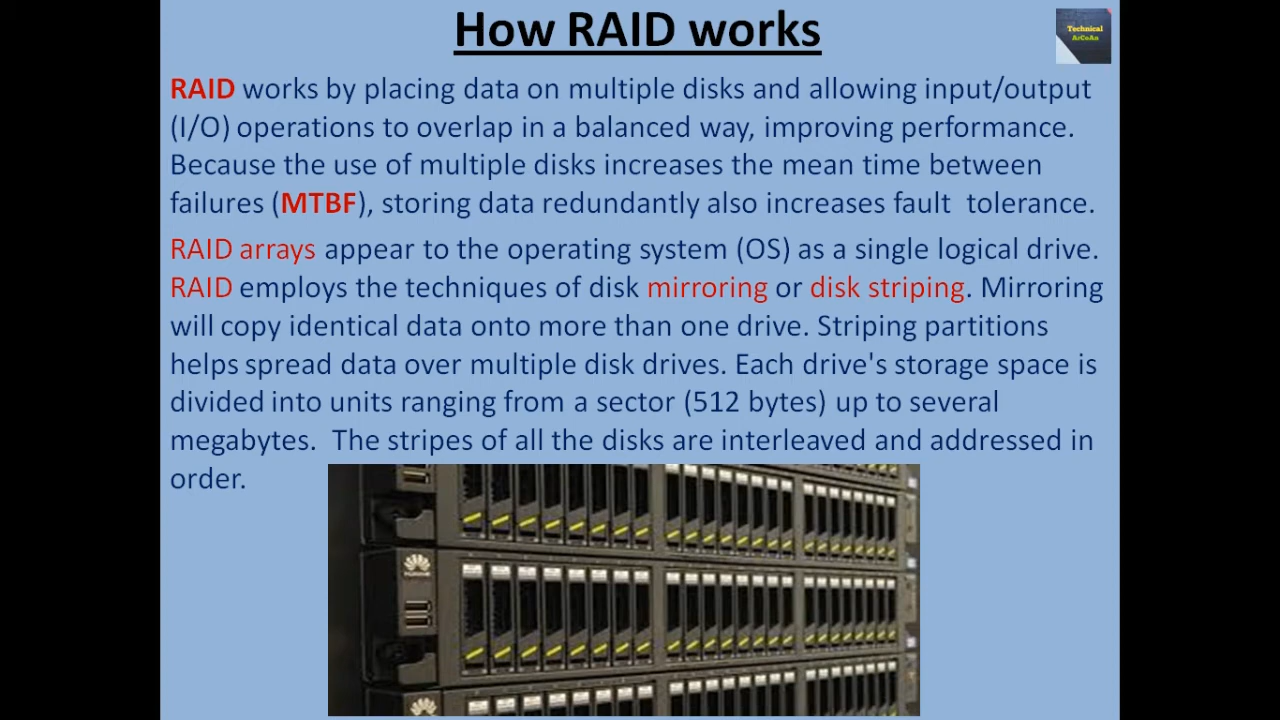 How RAID works
Technical
ArCoAn
RAID works by placing data on multiple disks and allowing input/output
(I/O) operations to overlap in a balanced way, improving performance.
Because the use of multiple disks increases the mean time between
failures (MTBF), storing data redundantly also increases fault tolerance.
RAID arrays appear to the operating system (OS) as a single logical drive.
RAID employs the techniques of disk mirroring or disk striping. Mirroring
will copy identical data onto more than one drive. Striping partitions
helps spread data over multiple disk drives. Each drive's storage space is
divided into units ranging from a sector (512 bytes) up to several
megabytes. The stripes of all the disks are interleaved and addressed in
order.
HUAWEI